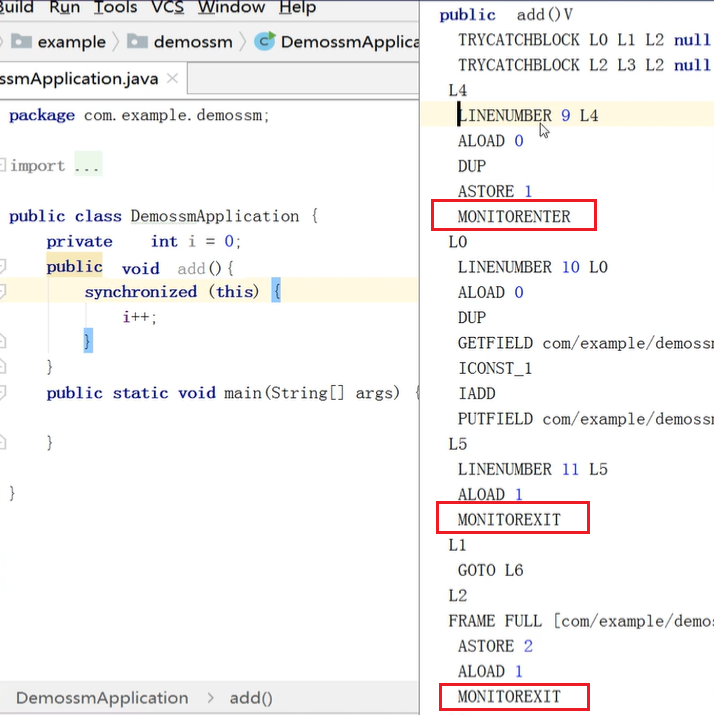 Build Run Tools VCS Window Help
example demossm DemossmApplica
ssmApplication.java
package com.example.demossm;
import ...
public class DemossmApplication {
private int i = 0;
public void add(){
synchronized (this) {
i++;
}
}
public static void main(String[] args) {
}
}
DemossmApplication > add()
public add()V
TRYCATCHBLOCK L0 L1 L2 null
TRYCATCHBLOCK L2 L3 L2 null
L4
LINENUMBER 9 L4
ALOAD 0
DUP
ASTORE 1
MONITORENTER
L0
LINENUMBER 10 L0
ALOAD 0
DUP
GETFIELD com/example/demossm
ICONST_1
IADD
PUTFIELD com/example/demossm
L5
LINENUMBER 11 L5
ALOAD 1
MONITOREXIT
L1
GOTO L6
L2
FRAME FULL [com/example/demos
ASTORE 2
ALOAD 1
MONITOREXIT